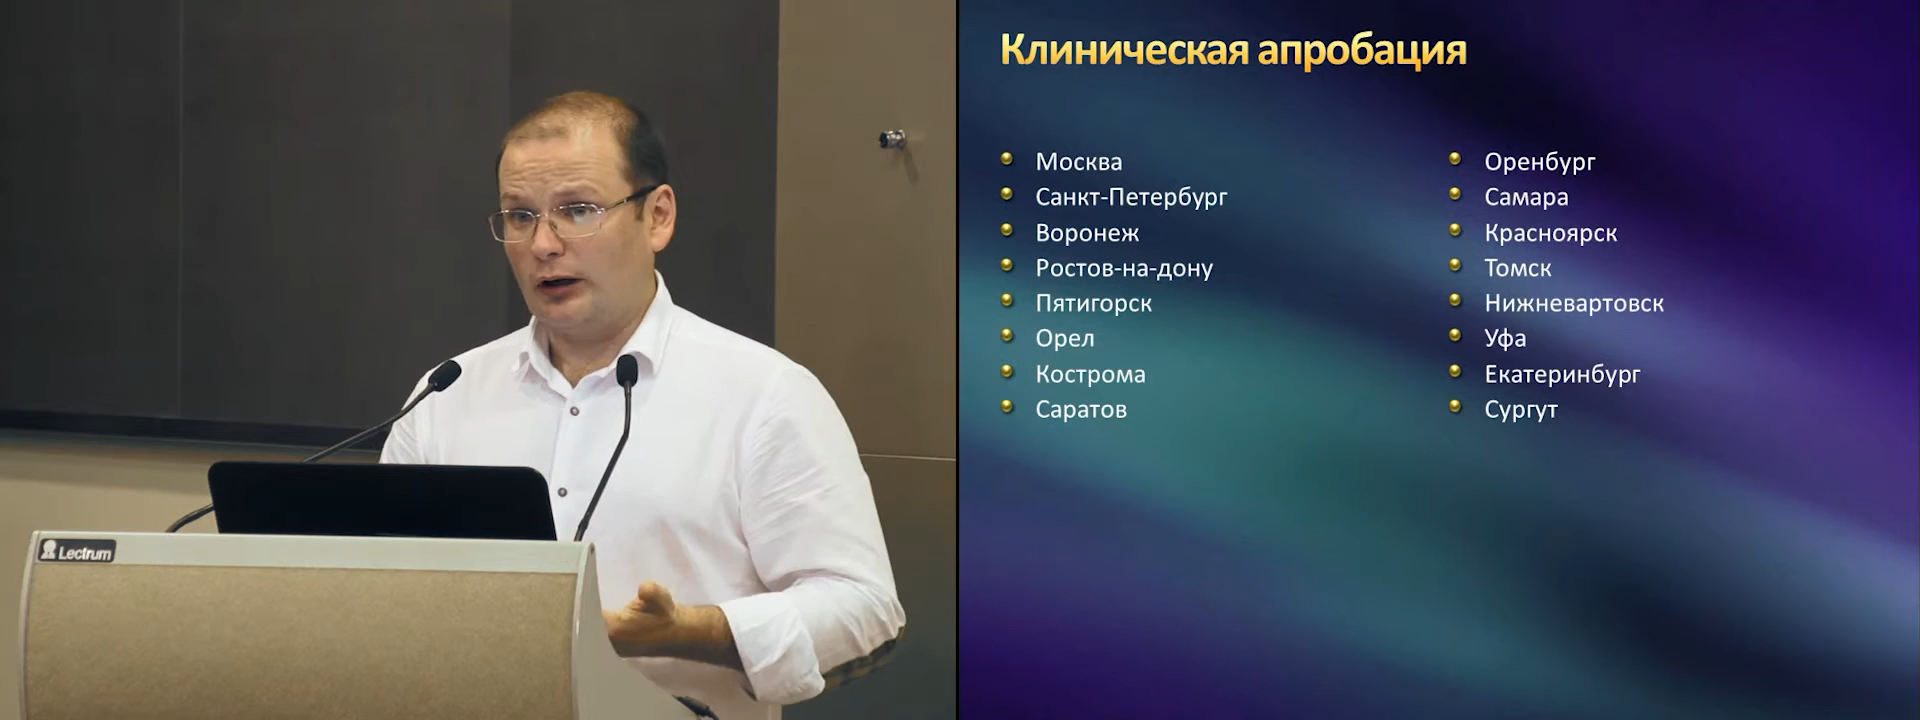 Lectrum
Клиническая апробация
Москва
Санкт-Петербург
Воронеж
Ростов-на-дону
Пятигорск
Орел
Кострома
Саратов
Оренбург
Самара
Красноярск
Томск
Нижневартовск
Уфа
Екатеринбург
Сургут